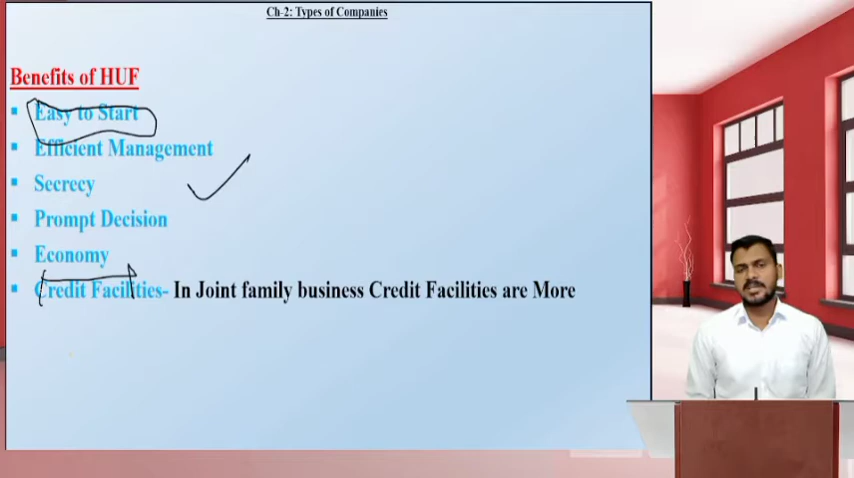 Ch-2: Types of Companies
Benefits of HUF
▪ Easy to Start
▪ Efficient Management
▪ Secrecy
▪ Prompt Decision
▪ Economy
▪ Credit Facilities- In Joint family business Credit Facilities are More